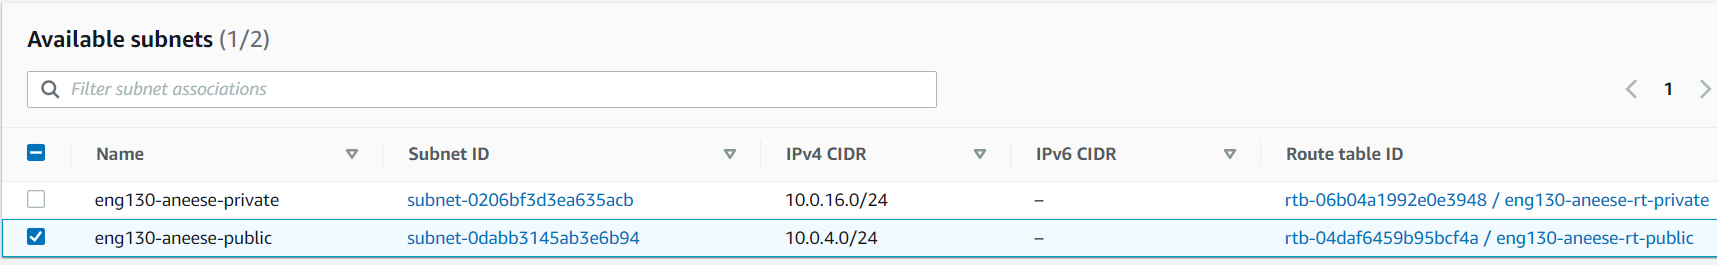 Available subnets (1/2)
Filter subnet associations
1
Name Subnet ID IPv4 CIDR IPv6 CIDR Route table ID
eng130-aneese-private subnet-0206bf3d3ea635acb 10.0.16.0/24 – rtb-06b04a1992e0e3948 / eng130-aneese-rt-private
eng130-aneese-public subnet-0dabb3145ab3e6b94 10.0.4.0/24 – rtb-04daf6459b95bcf4a / eng130-aneese-rt-public